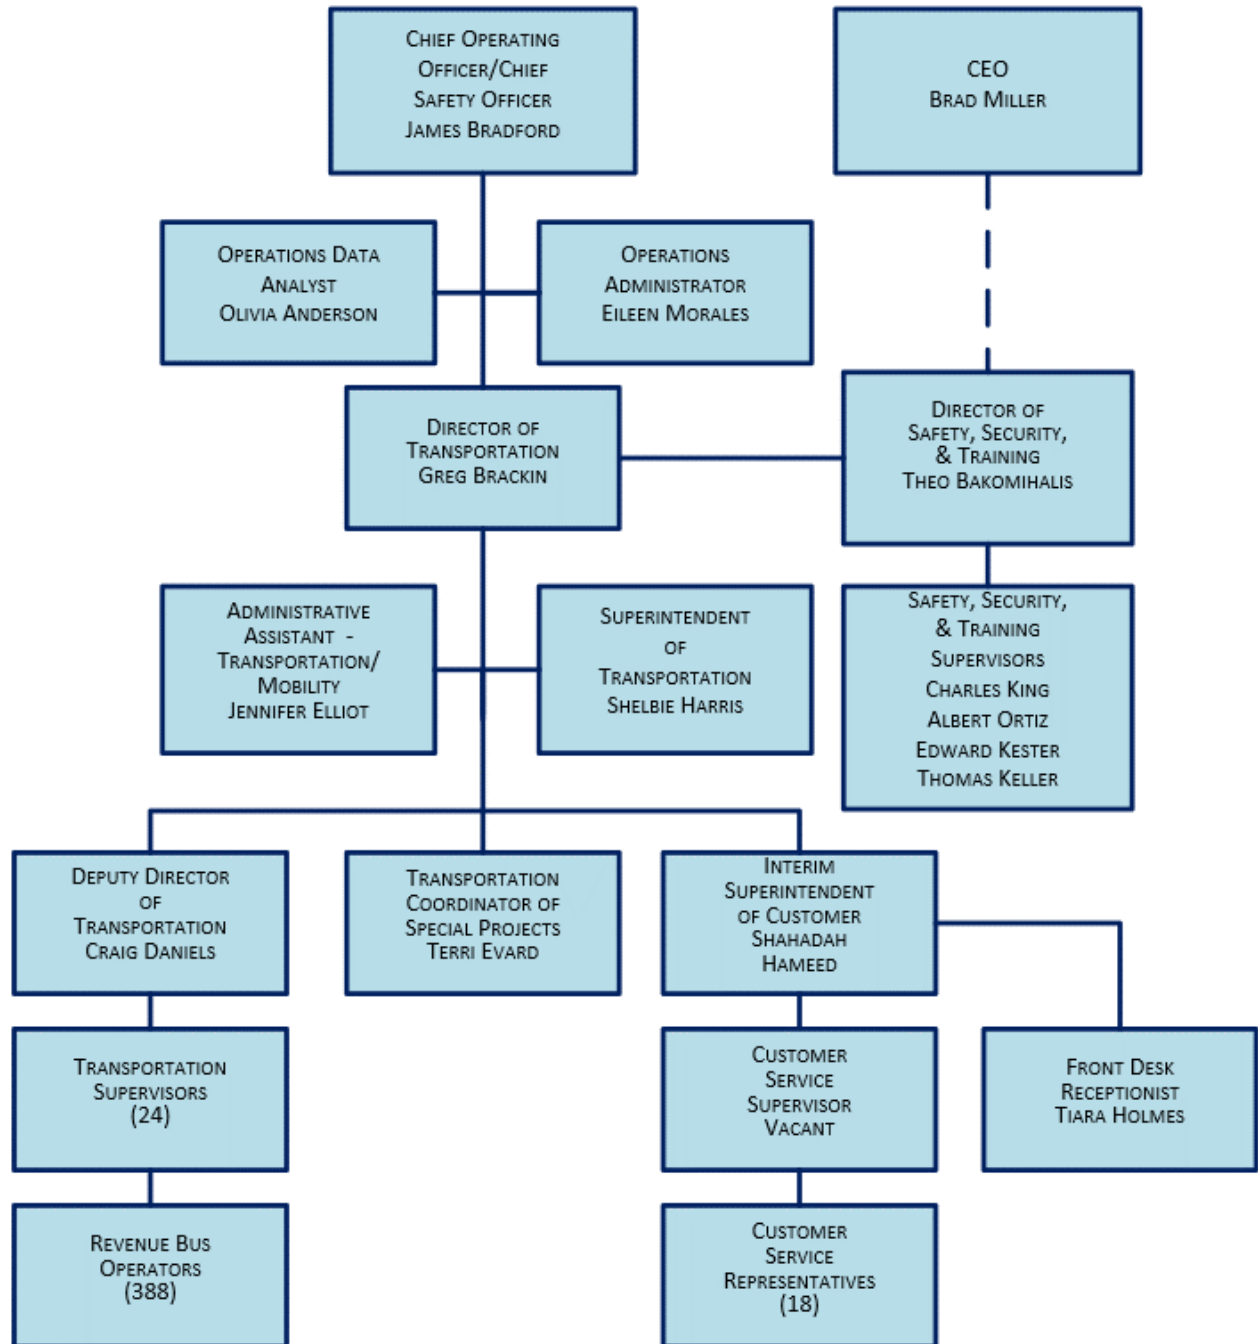 Chief Operating
Officer/Chief
Safety Officer
James Bradford
CEO
Brad Miller
Operations Data
Analyst
Olivia Anderson
Operations
Administrator
Eileen Morales
Director of
Transportation
Greg Brackin
Director of
Safety, Security,
& Training
Theo Bakomihalis
Administrative
Assistant -
Transportation/
Mobility
Jennifer Elliot
Superintendent
of
Transportation
Shelbie Harris
Safety, Security,
& Training
Supervisors
Charles King
Albert Ortiz
Edward Kester
Thomas Keller
Deputy Director
of
Transportation
Craig Daniels
Transportation
Coordinator of
Special Projects
Terri Evard
Interim
Superintendent
of Customer
Shahadah
Hameed
Transportation
Supervisors
(24)
Customer
Service
Supervisor
Vacant
Front Desk
Receptionist
Tiara Holmes
Revenue Bus
Operators
(388)
Customer
Service
Representatives
(18)